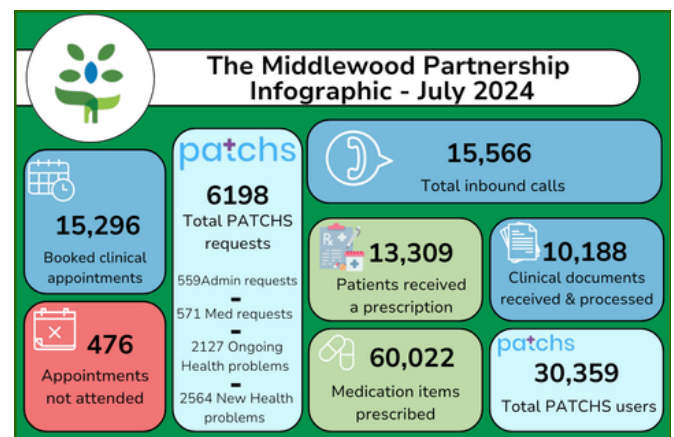 The Middlewood Partnership
Infographic - July 2024
15,296
Booked clinical
appointments
476
Appointments
not attended
patchs
6198
Total PATCHS
requests
559Admin requests
-
571 Med requests
-
2127 Ongoing
Health problems
-
2564 New Health
problems
15,566
Total inbound calls
Rx
13,309
Patients received
a prescription
10,188
Clinical documents
received & processed
60,022
Medication items
prescribed
patchs
30,359
Total PATCHS users